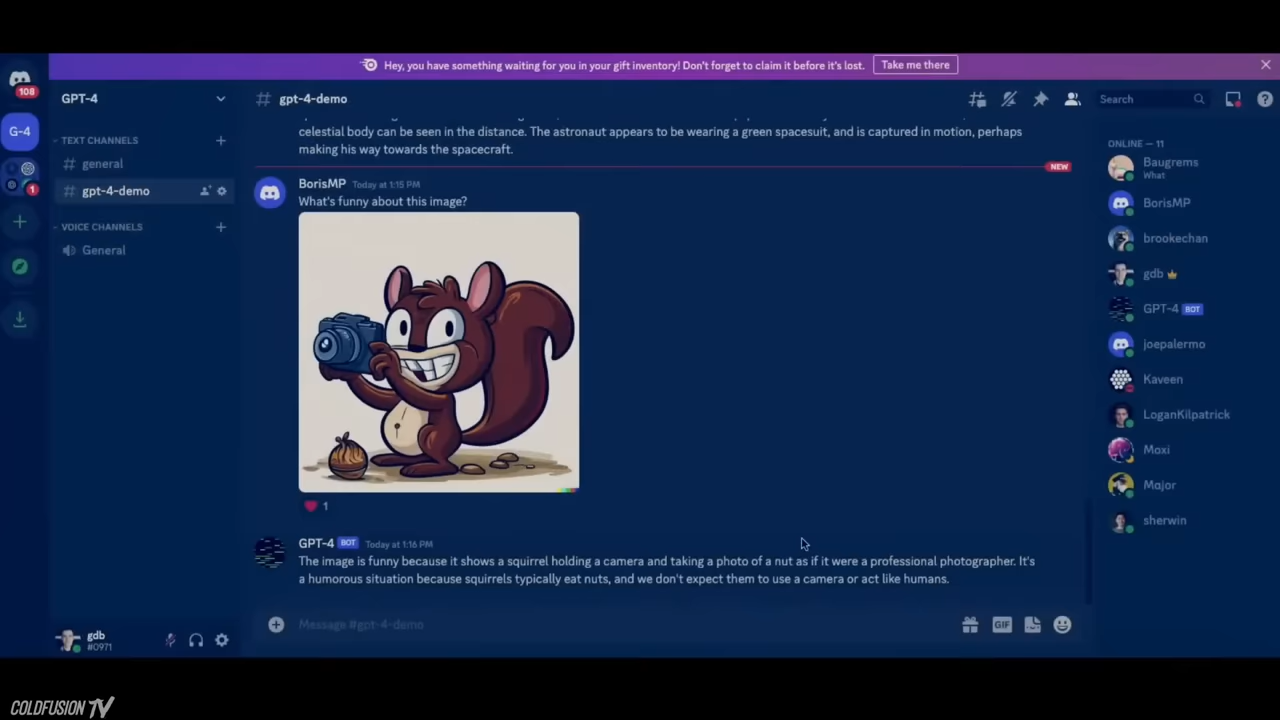 Hey, you have something waiting for you in your gift inventory! Don't forget to claim it before it's lost.
Take me there
108
GPT-4
gpt-4-demo
Search
G-4
TEXT CHANNELS
general
gpt-4-demo
1
VOICE CHANNELS
General
celestial body can be seen in the distance. The astronaut appears to be wearing a green spacesuit, and is captured in motion, perhaps
making his way towards the spacecraft.
NEW
BorisMP Today at 1:15 PM
What's funny about this image?
1
GPT-4 BOT Today at 1:16 PM
The image is funny because it shows a squirrel holding a camera and taking a photo of a nut as if it were a professional photographer. It's
a humorous situation because squirrels typically eat nuts, and we don't expect them to use a camera or act like humans.
Message #gpt-4-demo
GIF
ONLINE — 11
Baugrems
What
BorisMP
brookechan
gdb
GPT-4 BOT
joepalermo
Kaveen
LoganKilpatrick
Maxi
Major
sherwin
gdb
#0971
COLDFUSION TV